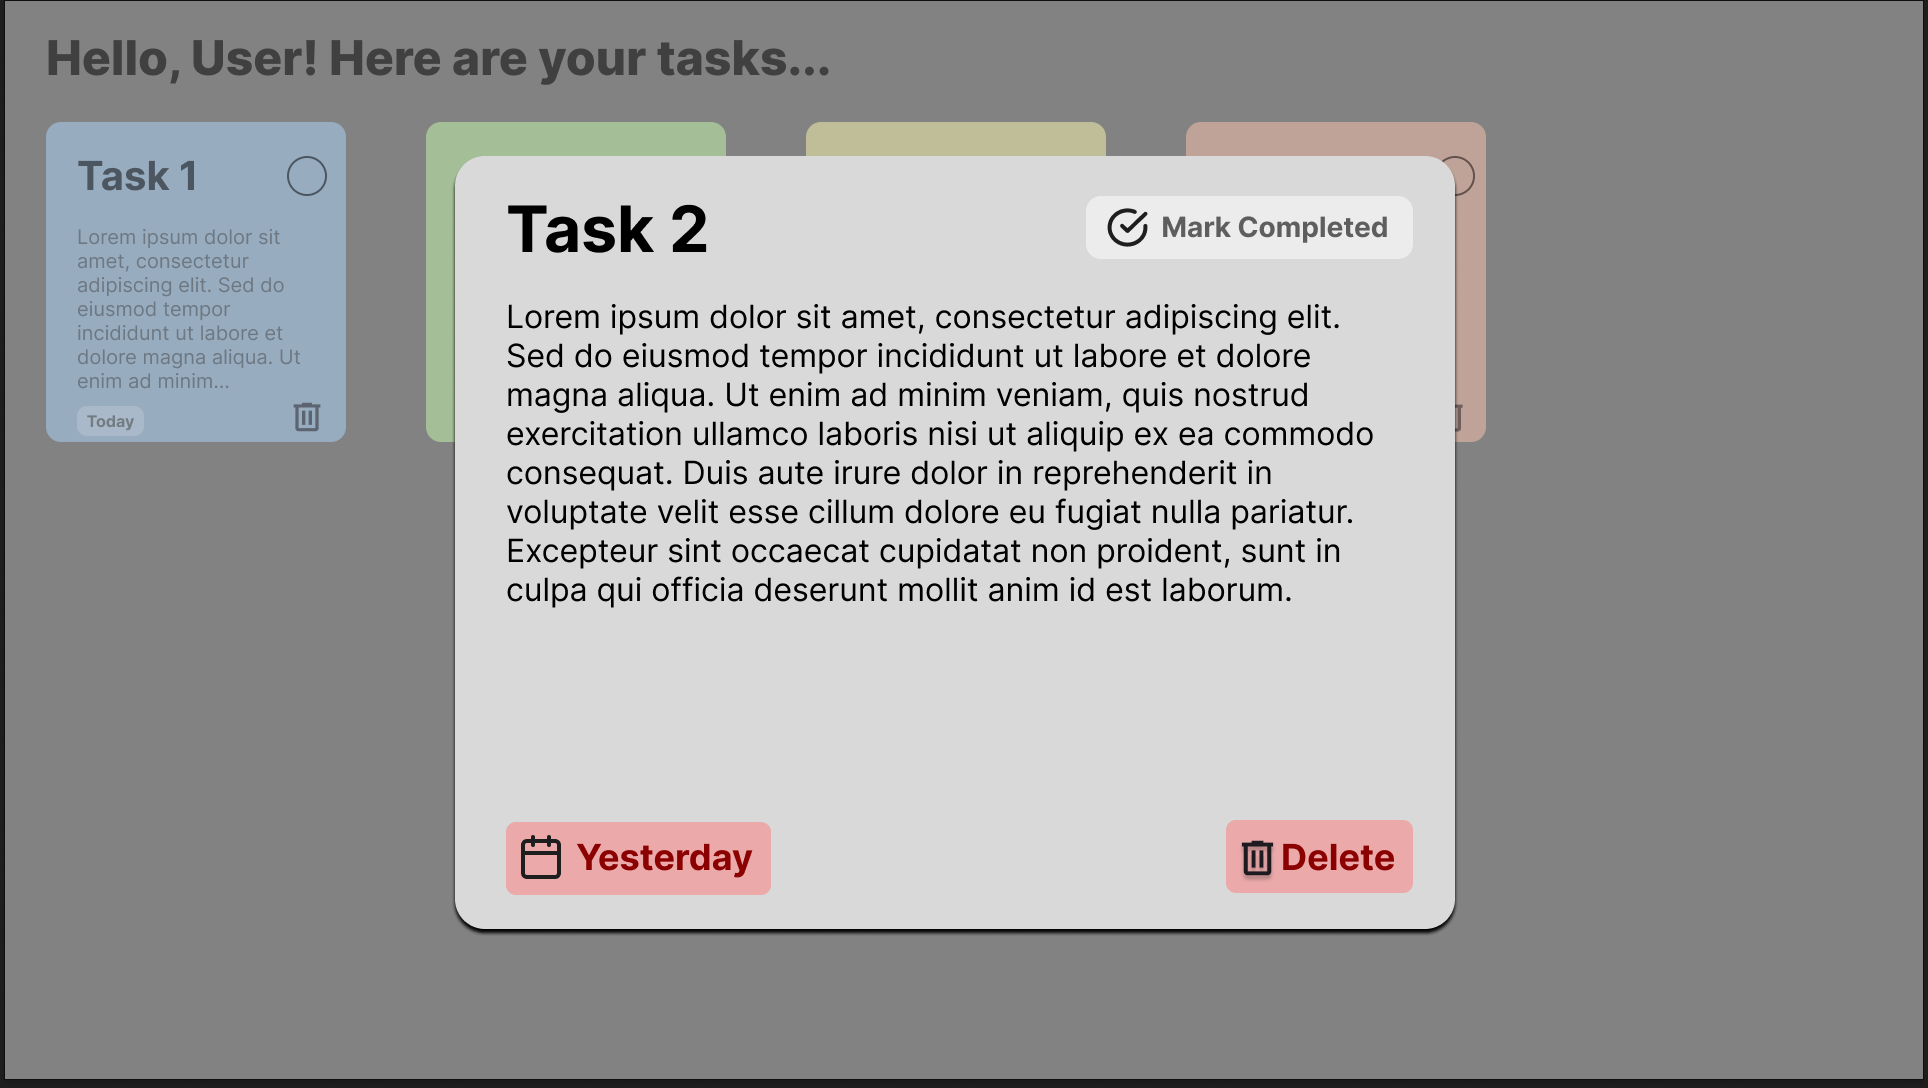 Hello, User! Here are your tasks...
Task 1
Lorem ipsum dolor sit
amet, consectetur
adipiscing elit. Sed do
eiusmod tempor
incididunt ut labore et
dolore magna aliqua. Ut
enim ad minim...
Today
Task 2
Mark Completed
Lorem ipsum dolor sit amet, consectetur adipiscing elit.
Sed do eiusmod tempor incididunt ut labore et dolore
magna aliqua. Ut enim ad minim veniam, quis nostrud
exercitation ullamco laboris nisi ut aliquip ex ea commodo
consequat. Duis aute irure dolor in reprehenderit in
voluptate velit esse cillum dolore eu fugiat nulla pariatur.
Excepteur sint occaecat cupidatat non proident, sunt in
culpa qui officia deserunt mollit anim id est laborum.
Yesterday
Delete